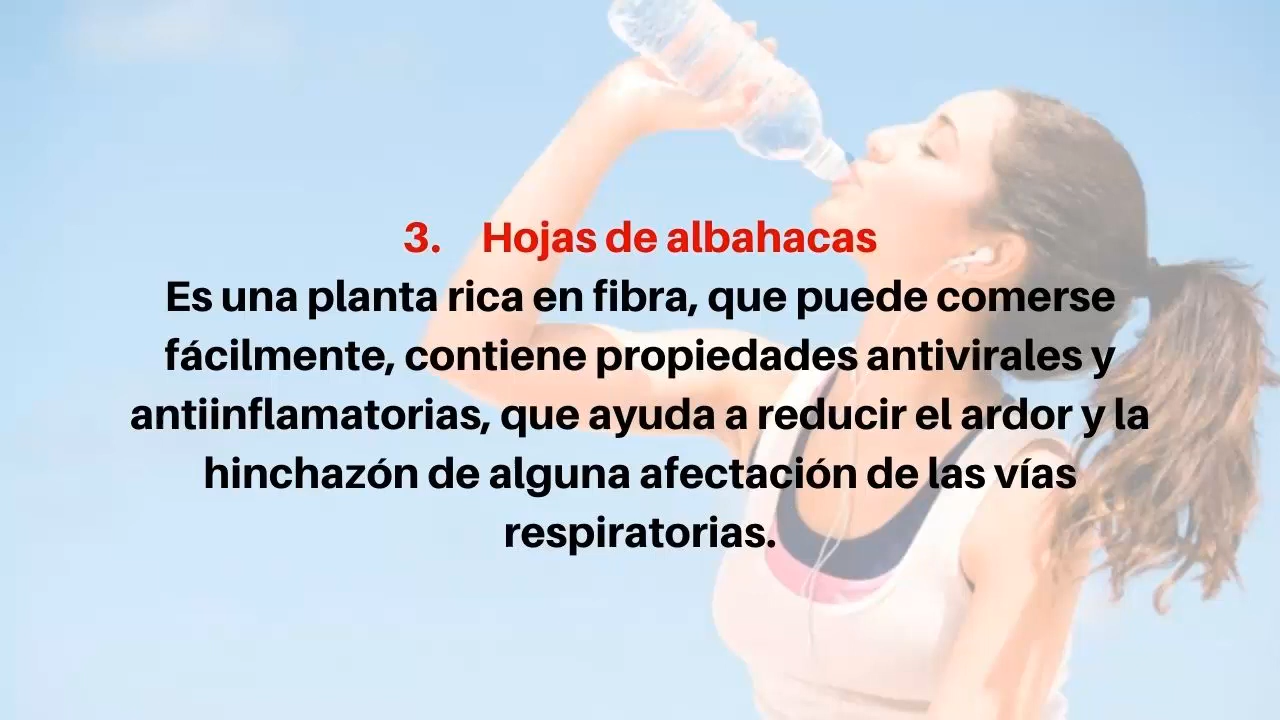 3. Hojas de albahacas
Es una planta rica en fibra, que puede comerse
fácilmente, contiene propiedades antivirales y
antiinflamatorias, que ayuda a reducir el ardor y la
hinchazón de alguna afectación de las vías
respiratorias.